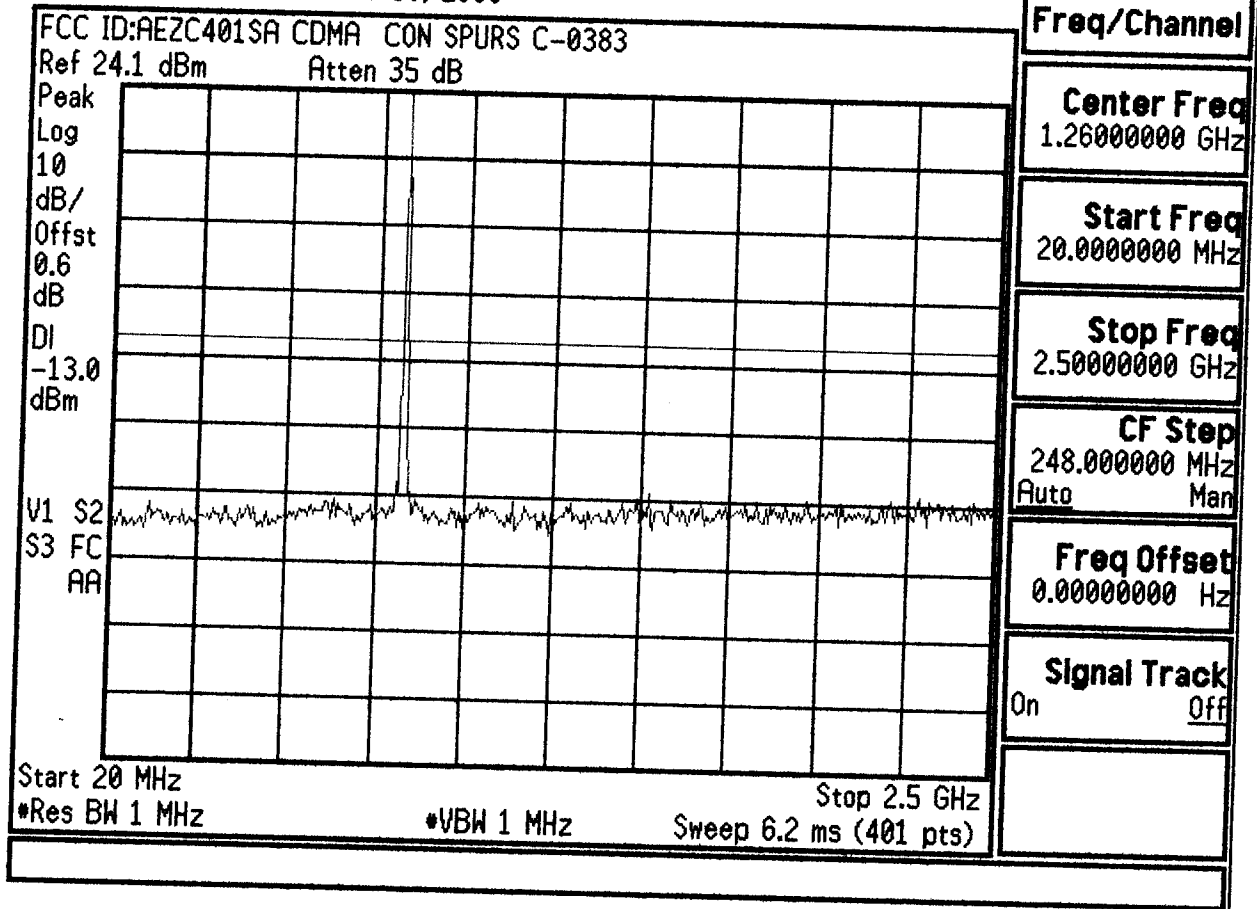 FCC ID:AEZC401SA CDMA CON SPURS C-0383
Ref 24.1 dBm Atten 35 dB
Peak
Log
10
dB/
Offst
0.6
dB
DI
-13.0
dBm
V1 S2
S3 FC
AA
Start 20 MHz Stop 2.5 GHz
#Res BW 1 MHz #VBW 1 MHz Sweep 6.2 ms (401 pts)
Freq/Channel
Center Freq
1.26000000 GHz
Start Freq
20.0000000 MHz
Stop Freq
2.50000000 GHz
CF Step
248.000000 MHz
Auto Man
Freq Offset
0.00000000 Hz
Signal Track
On Off